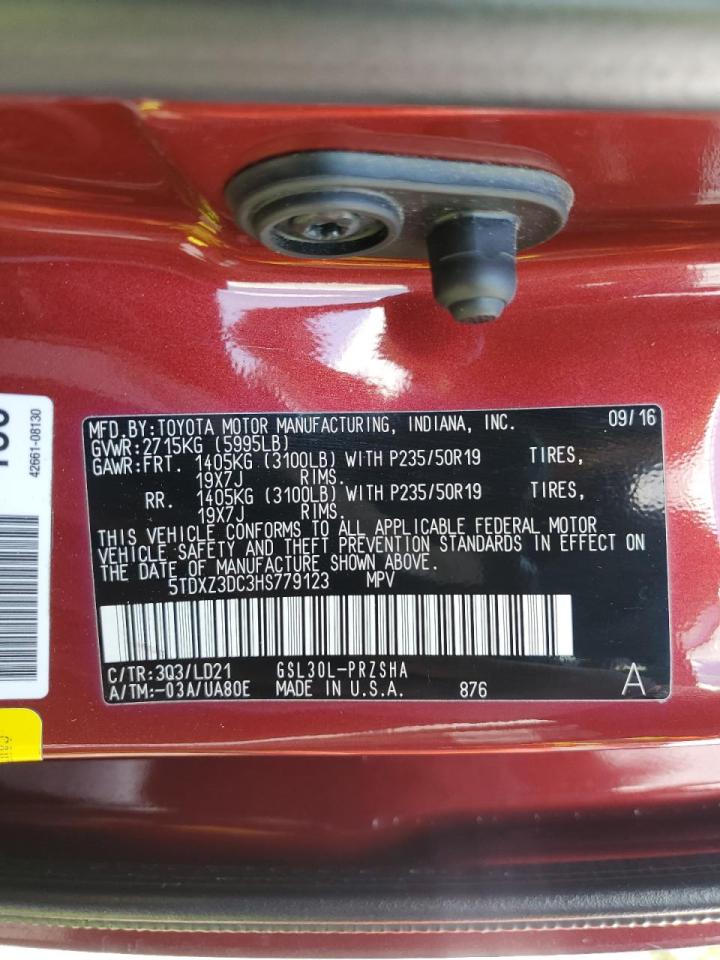 42661-08130
MFD.BY:TOYOTA MOTOR MANUFACTURING, INDIANA, INC. 09/16
GVWR:2715KG (5995LB)
GAWR:FRT. 1405KG (3100LB) WITH P235/50R19 TIRES,
19X7J RIMS.
RR. 1405KG (3100LB) WITH P235/50R19 TIRES,
19X7J RIMS.
THIS VEHICLE CONFORMS TO ALL APPLICABLE FEDERAL MOTOR
VEHICLE SAFETY AND THEFT PREVENTION STANDARDS IN EFFECT ON
THE DATE OF MANUFACTURE SHOWN ABOVE.
5TDXZ3DC3HS779123 MPV
C/TR:3Q3/LD21 GSL30L-PRZSHA
A/TM:-03A/UA80E MADE IN U.S.A. 876 A